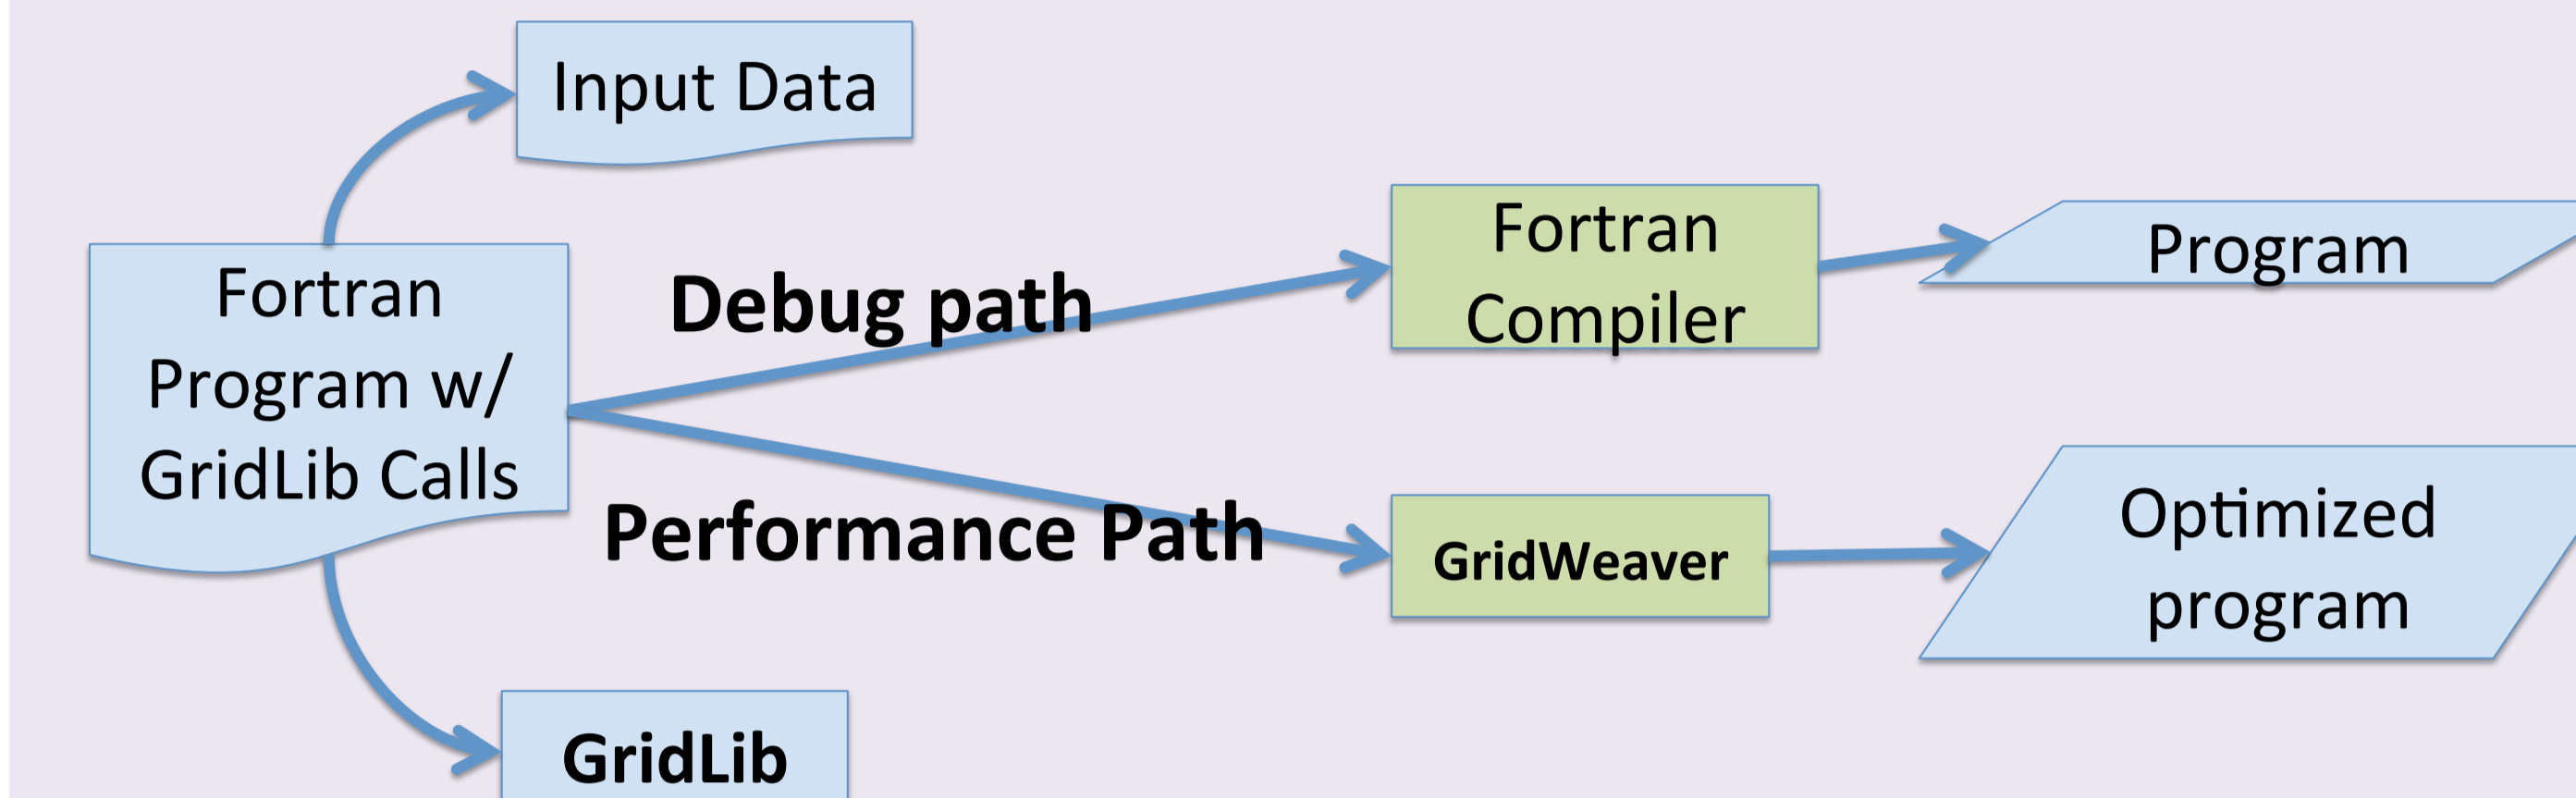 Input Data
Fortran
Program w/
GridLib Calls
Debug path
Performance Path
Fortran
Compiler
GridWeaver
Program
Optimized
program
GridLib